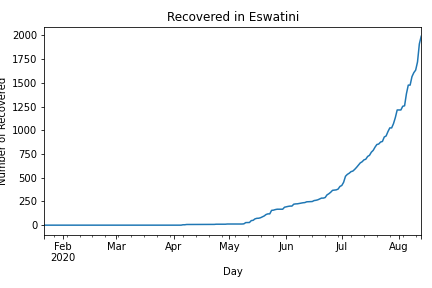 Recovered in Eswatini
Number of Recovered
2000
1750
1500
1250
1000
750
500
250
0
Feb
2020
Mar
Apr
May
Jun
Jul
Aug
Day